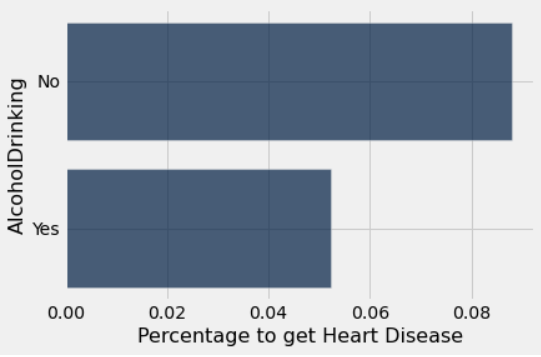 AlcoholDrinking
No
Yes
0.00 0.02 0.04 0.06 0.08
Percentage to get Heart Disease